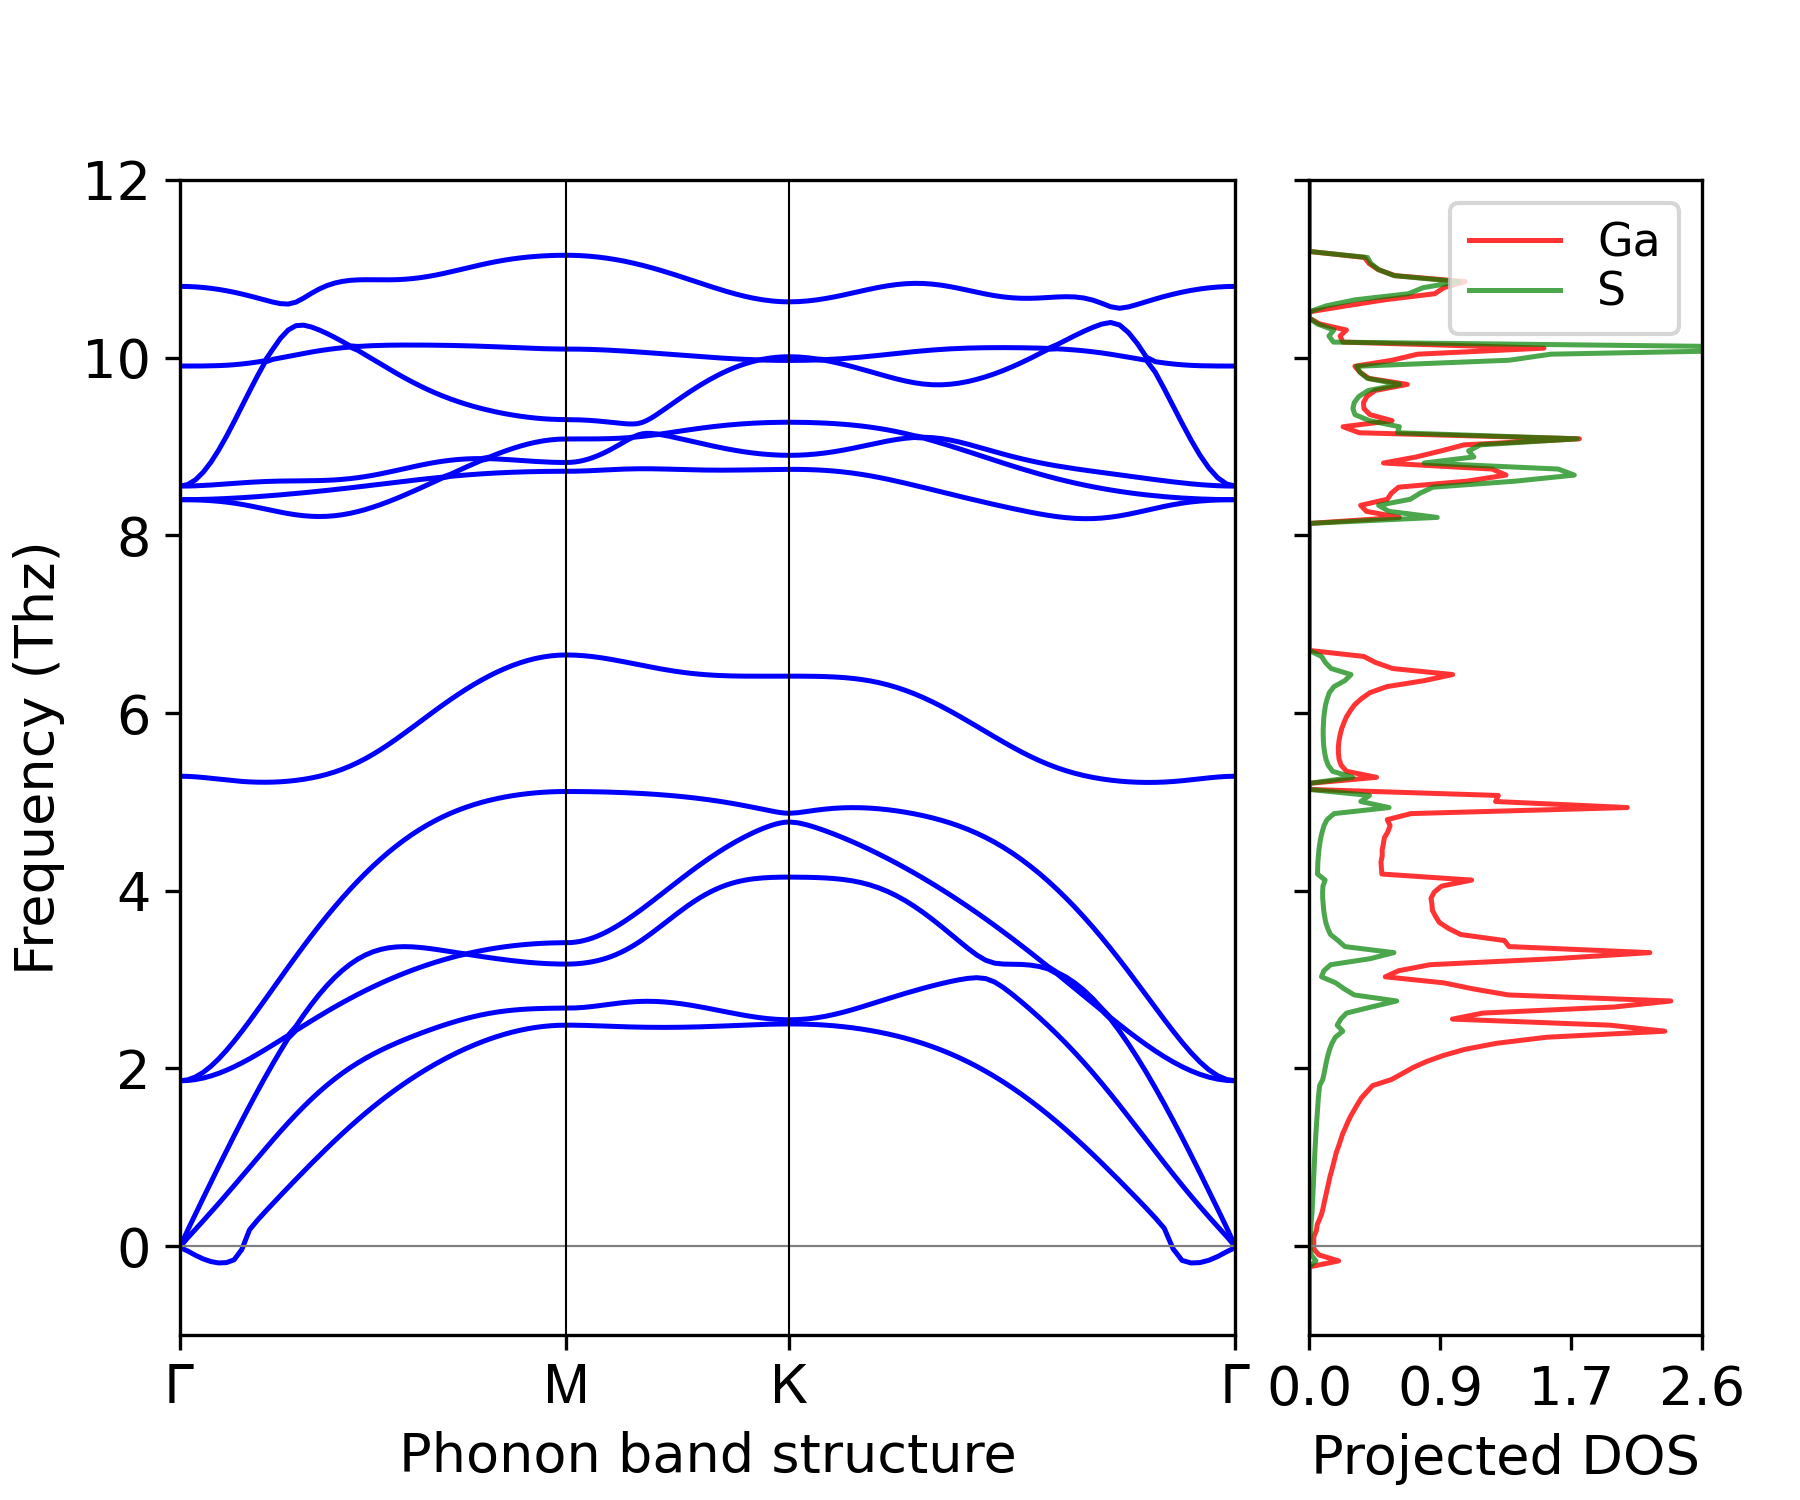 12
10
8
6
4
2
0
Frequency (Thz)
Γ M K Γ
Phonon band structure
Ga
S
0.0 0.9 1.7 2.6
Projected DOS